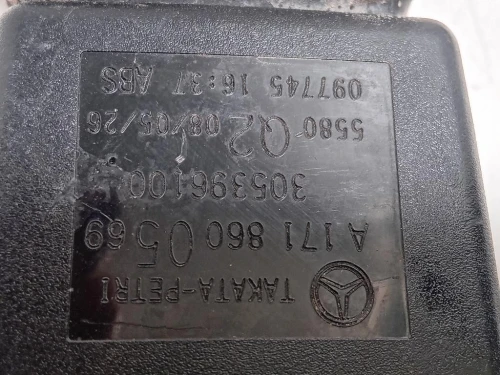 TAKATA-PETRI
A 171 860 05 69
305396100
5580 Q2 08/05/26
097745 16:37 ABS